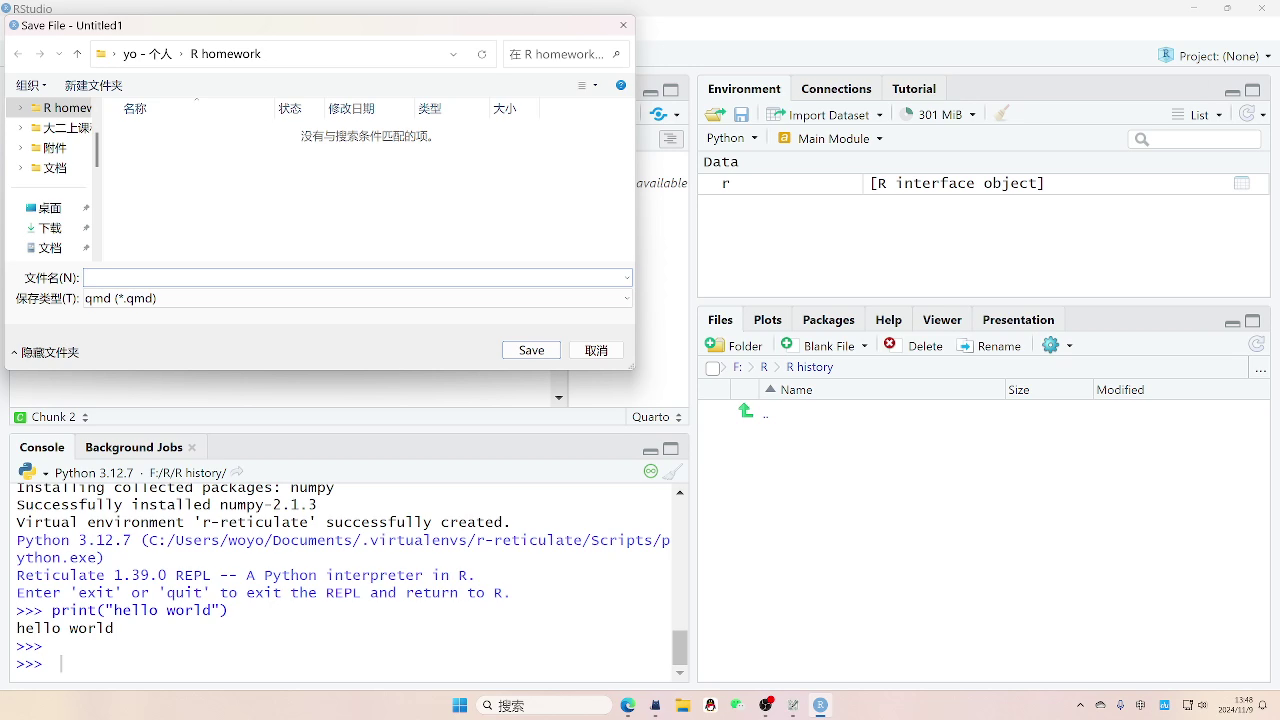 RStudio
Save File - Untitled1
yo - 个人 › R homework
在 R homework...
Project: (None)
组织
新建文件夹
Environment
Connections
Tutorial
R homew
名称
状态
修改日期
类型
大小
Import Dataset
301 MiB
List
大二上课
没有与搜索条件匹配的项。
Python
Main Module
附件
Data
文档
available
r
[R interface object]
桌面
下载
文档
文件名(N):
保存类型(T):
qmd (*.qmd)
Files
Plots
Packages
Help
Viewer
Presentation
隐藏文件夹
Save
取消
Folder
Blank File
Delete
Rename
F: > R > R history
...
Name
Size
Modified
..
Chunk 2
Quarto
Console
Background Jobs
Python 3.12.7 · F:/R/R history/
Installing collected packages: numpy
Successfully installed numpy-2.1.3
Virtual environment 'r-reticulate' successfully created.
Python 3.12.7 (C:/Users/woyo/Documents/.virtualenvs/r-reticulate/Scripts/p
ython.exe)
Reticulate 1.39.0 REPL -- A Python interpreter in R.
Enter 'exit' or 'quit' to exit the REPL and return to R.
>>> print("hello world")
hello world
>>>
>>>
搜索
中
13:48
2024/11/9